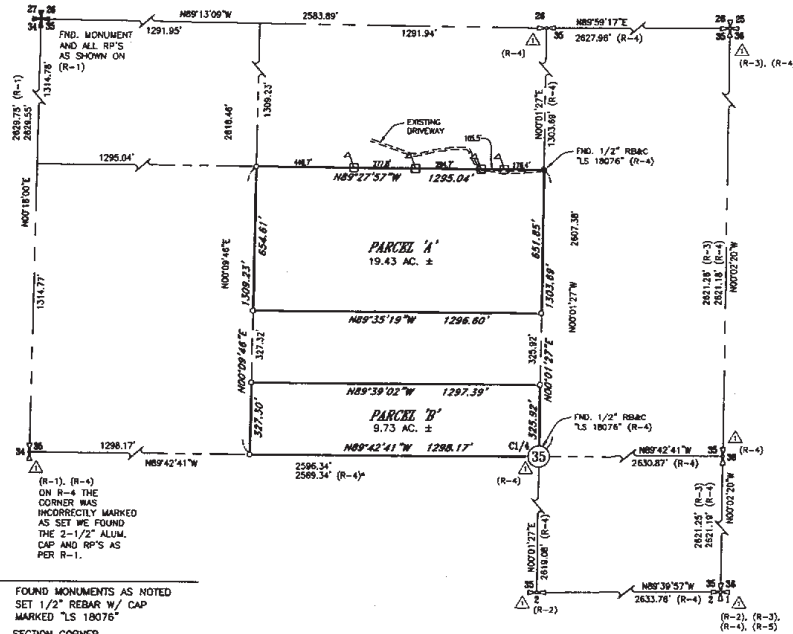 27 26
34 35
N89°13'09"W
2583.89'
1291.95'
1291.94'
26
35
(R-4)
N89°59'17"E
2627.96' (R-4)
26 25
35 36
(R-3), (R-4
FND. MONUMENT
AND ALL RP'S
AS SHOWN ON
(R-1)
2629.75' (R-1)
2629.55'
1314.78'
2618.46'
1309.23'
N00°01'27"E
1303.69' (R-4)
EXISTING
DRIVEWAY
105.5'
FND. 1/2" RB&C
"LS 18076" (R-4)
1295.04'
N89°27'57"W 1295.04'
N00°18'00"E
1314.77'
N00°09'46"E
1309.23'
654.61'
PARCEL 'A'
19.43 AC. ±
651.85'
1303.69'
2607.38'
N00°01'27"W
2621.28' (R-3)
2621.18' (R-4)
N00°02'20"W
N89°35'19"W 1296.60'
N00°09'46"E
327.32'
325.92'
N00°01'27"E
N89°39'02"W 1297.39'
327.30'
PARCEL 'B'
9.73 AC. ±
325.92'
FND. 1/2" RB&C
"LS 18076" (R-4)
N89°42'41"W 1298.17'
C1/4
35
(R-4)
34 35
1298.17'
N89°42'41"W
2596.34'
2569.34' (R-4)*
N89°42'41"W
2630.87' (R-4)
35
36
(R-4)
(R-1), (R-4)
ON R-4 THE
CORNER WAS
INCORRECTLY MARKED
AS SET WE FOUND
THE 2-1/2" ALUM.
CAP AND RP'S AS
PER R-1.
N00°01'27"E
2619.08' (R-4)
2621.25' (R-3)
2621.19' (R-4)
N00°02'20"W
35
2
(R-2)
N89°39'57"W
2633.76' (R-4)
35 36
2 1
(R-2), (R-3),
(R-4), (R-5)
FOUND MONUMENTS AS NOTED
SET 1/2" REBAR W/ CAP
MARKED "LS 18076"
SECTION CORNER